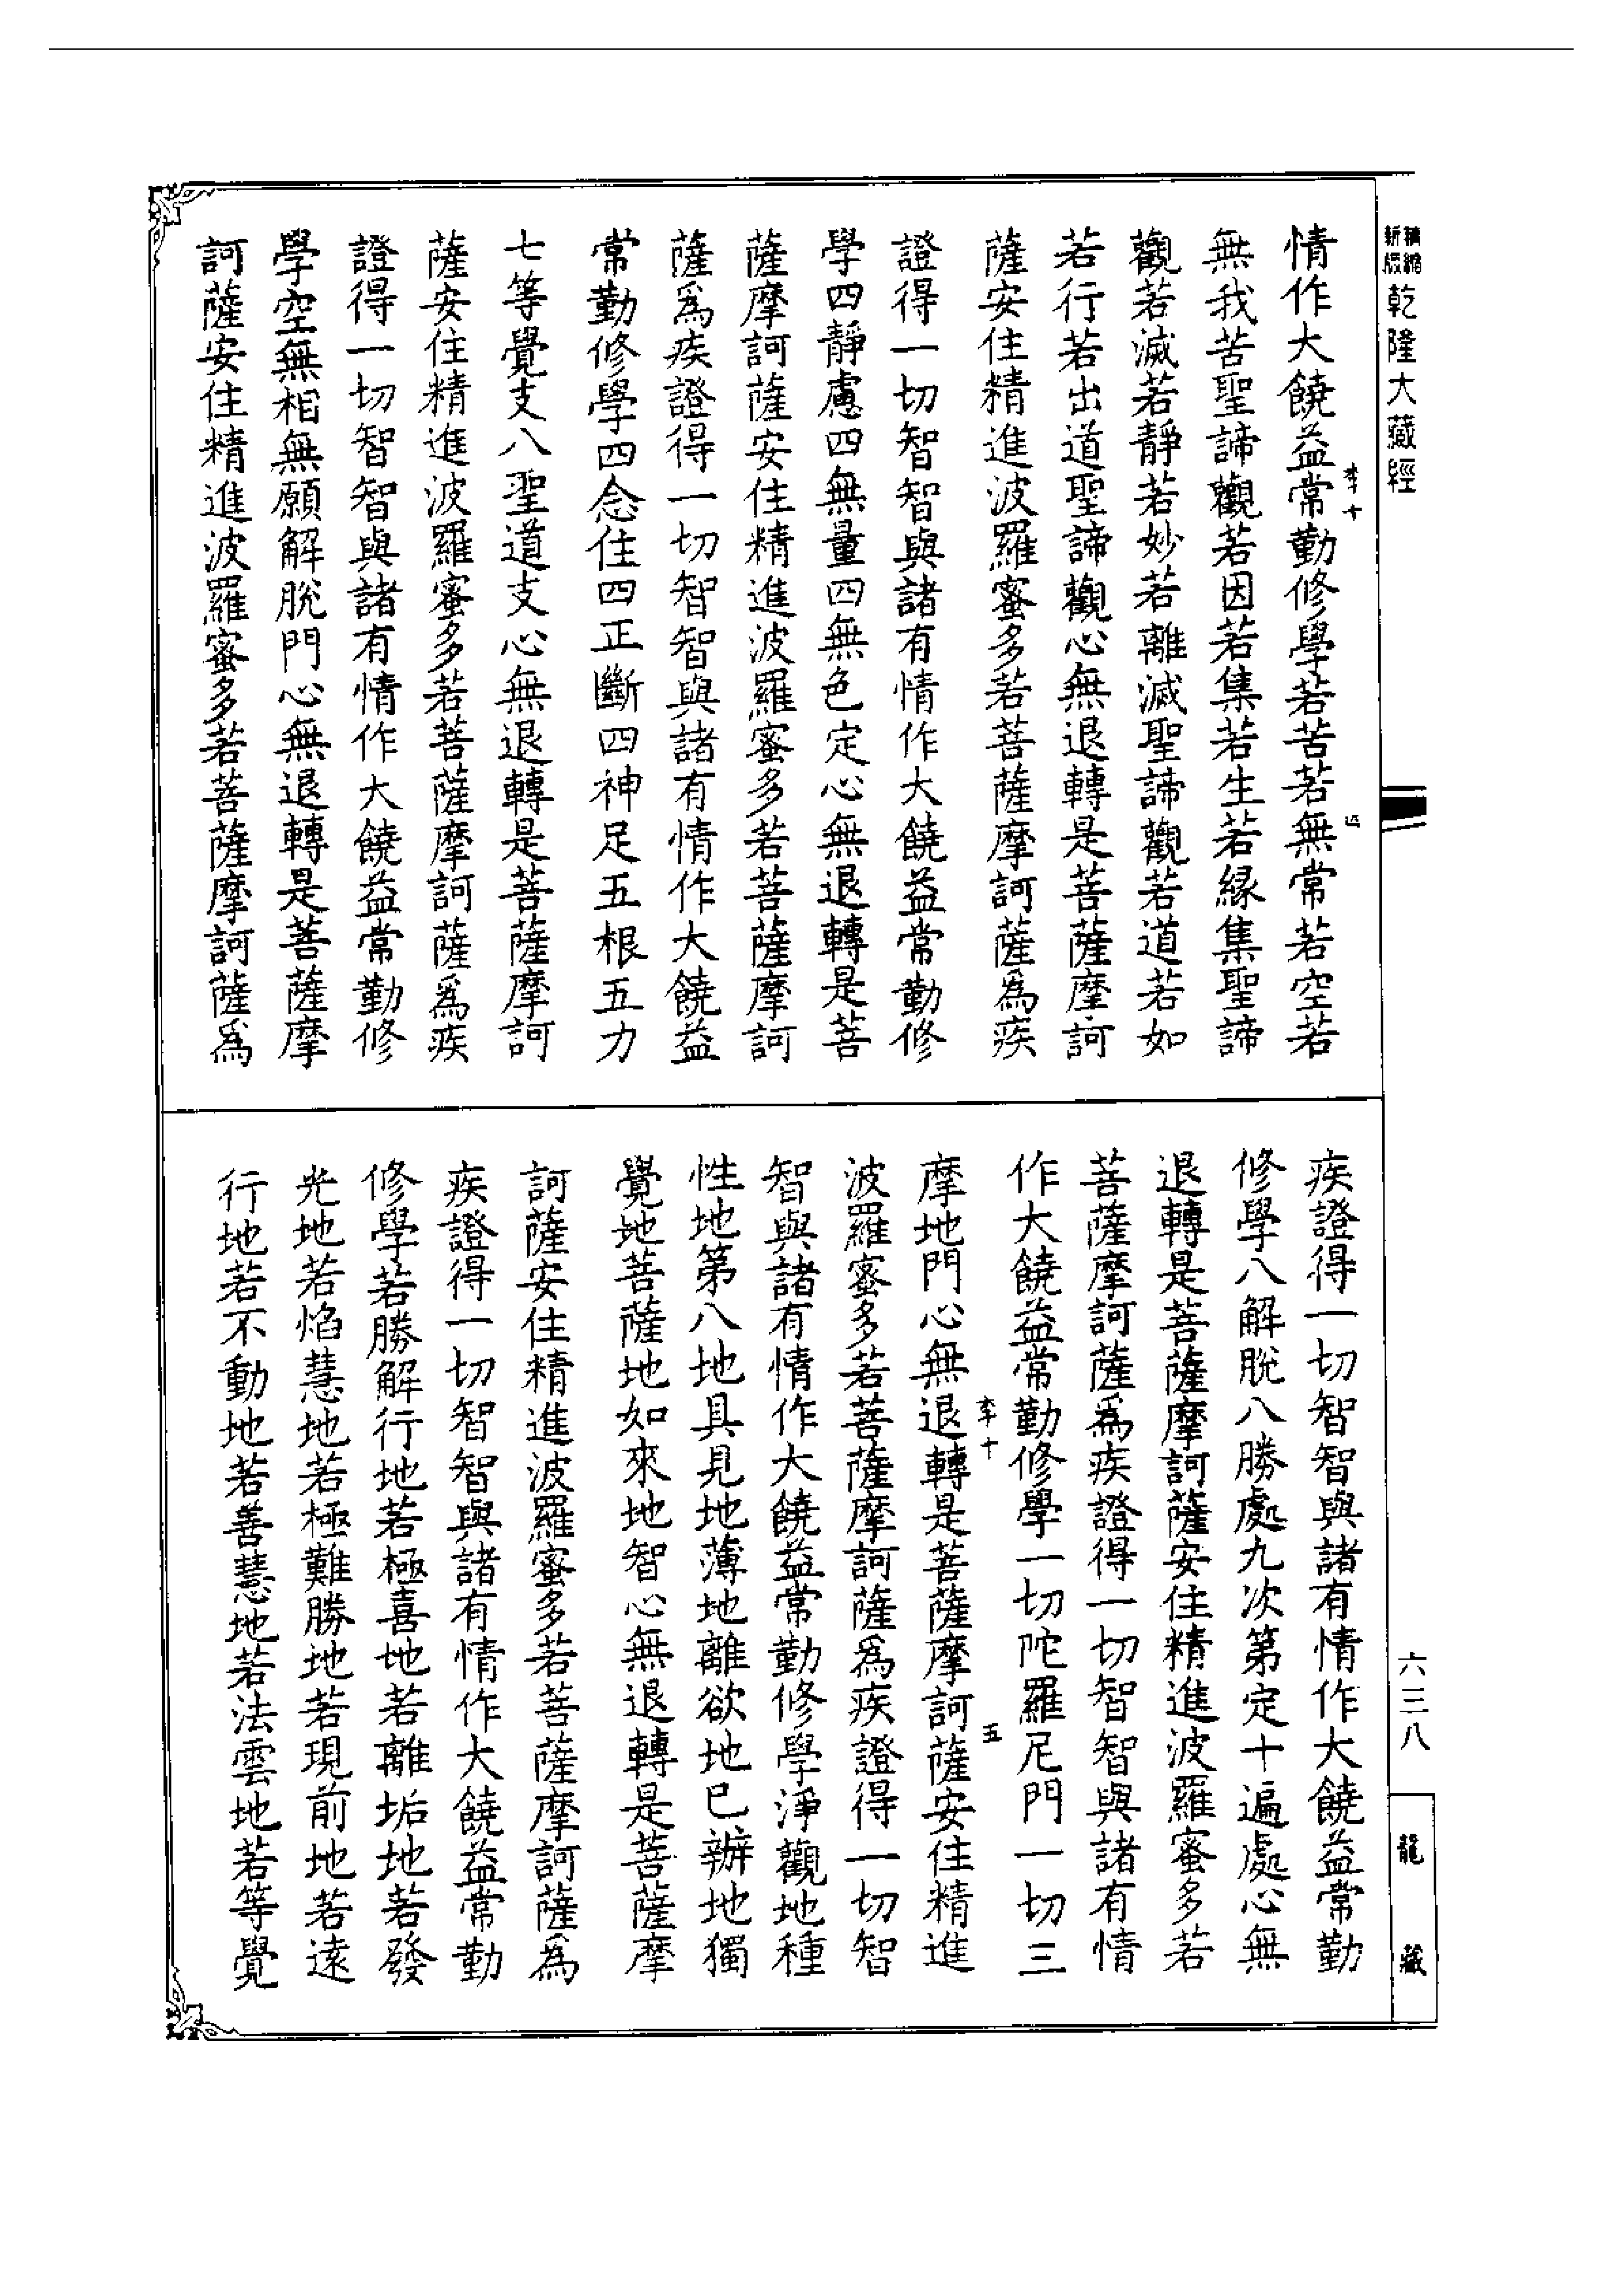 乾隆大藏經
情作大饒益常勤修學若苦若無常若空若
無我苦聖諦觀若因若集若生若緣集聖諦
觀若滅若靜若妙若離滅聖諦觀若道若如
若行若出道聖諦觀心無退轉是菩薩摩訶
薩安住精進波羅蜜多若菩薩摩訶薩為疾
證得一切智智與諸有情作大饒益常勤修
學四靜慮四無量四無色定心無退轉是菩
薩摩訶薩安住精進波羅蜜多若菩薩摩訶
薩為疾證得一切智智與諸有情作大饒益
常勤修學四念住四正斷四神足五根五力
七等覺支八聖道支心無退轉是菩薩摩訶
薩安住精進波羅蜜多若菩薩摩訶薩為疾
證得一切智智與諸有情作大饒益常勤修
學空無相無願解脫門心無退轉是菩薩摩
訶薩安住精進波羅蜜多若菩薩摩訶薩為
疾證得一切智智與諸有情作大饒益常勤
修學八解脫八勝處九次第定十遍處心無
退轉是菩薩摩訶薩安住精進波羅蜜多若
菩薩摩訶薩為疾證得一切智智與諸有情
作大饒益常勤修學一切陀羅尼門一切三
摩地門心無退轉是菩薩摩訶薩安住精進
波羅蜜多若菩薩摩訶薩為疾證得一切智
智與諸有情作大饒益常勤修學淨觀地種
性地第八地具見地薄地離欲地已辦地獨
覺地菩薩地如來地智心無退轉是菩薩摩
訶薩安住精進波羅蜜多若菩薩摩訶薩為
疾證得一切智智與諸有情作大饒益常勤
修學若勝解行地若極喜地若離垢地若發
光地若焰慧地若極難勝地若現前地若遠
行地若不動地若善慧地若法雲地若等覺
六三八
龍藏